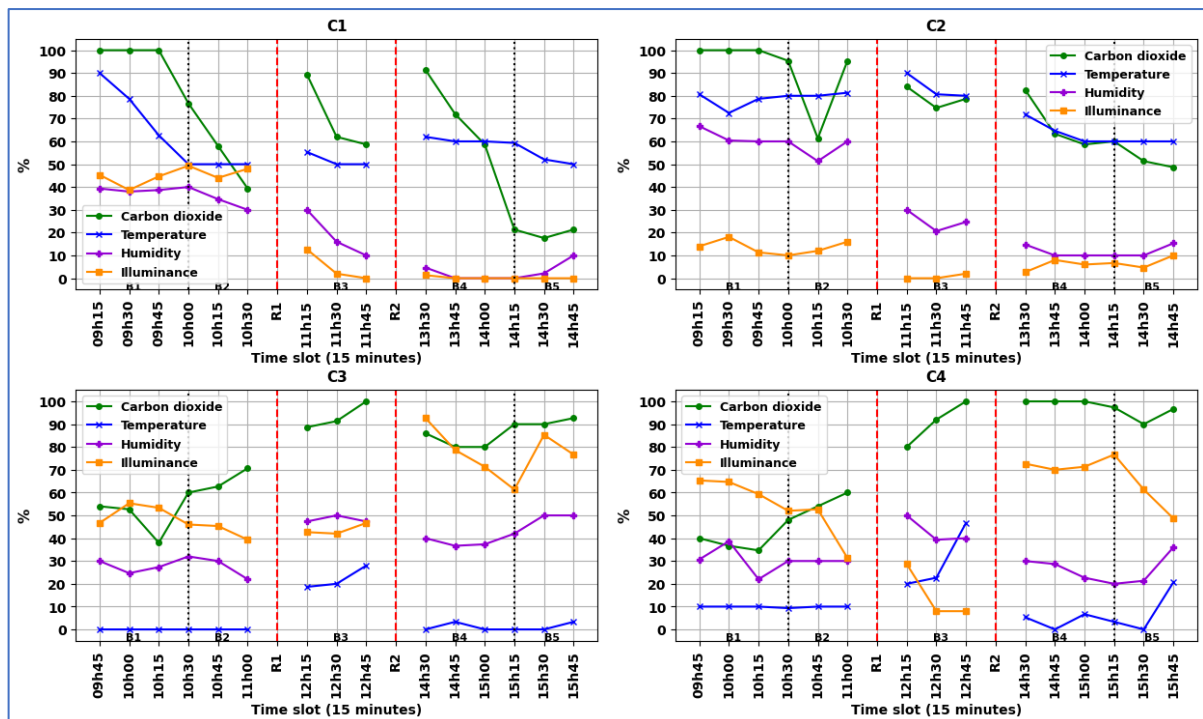 C1
100
90
80
70
60
50
40
30
20
10
0
%
Carbon dioxide
Temperature
Humidity
Illuminance
B1
B2
B3
B4
B5
09h15
09h30
09h45
10h00
10h15
10h30
R1
11h15
11h30
11h45
R2
14h30
13h45
14h00
14h15
14h30
14h45
Time slot (15 minutes)
C2
100
90
80
70
60
50
40
30
20
10
0
%
Carbon dioxide
Temperature
Humidity
Illuminance
B1
B2
B3
B4
B5
09h15
09h30
09h45
10h00
10h15
10h30
R1
11h15
11h30
11h45
R2
13h30
13h45
14h00
14h15
14h30
14h45
Time slot (15 minutes)
C3
100
90
80
70
60
50
40
30
20
10
0
%
Carbon dioxide
Temperature
Humidity
Illuminance
B1
B2
B3
B4
B5
09h45
10h00
10h15
10h30
10h45
11h00
R1
12h15
12h30
12h45
R2
14h30
14h45
15h00
15h15
15h30
15h45
Time slot (15 minutes)
C4
100
90
80
70
60
50
40
30
20
10
0
%
Carbon dioxide
Temperature
Humidity
Illuminance
B1
B2
B3
B4
B5
09h45
10h00
10h15
10h30
10h45
11h00
R1
12h15
12h30
12h45
R2
14h30
14h45
15h00
15h15
15h30
15h45
Time slot (15 minutes)